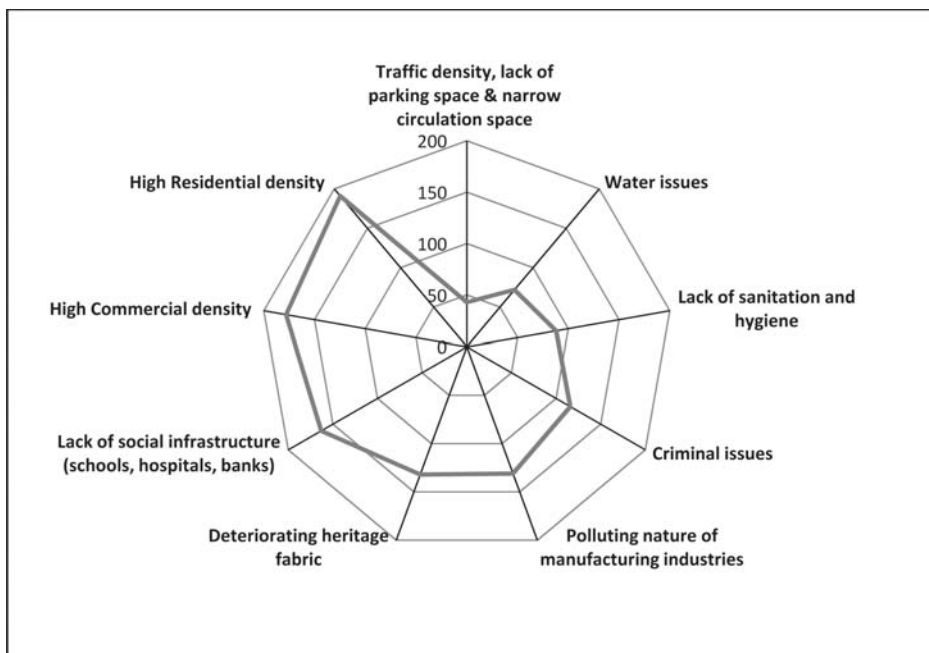 Traffic density, lack of
parking space & narrow
circulation space
200
High Residential density
Water issues
150
100
High Commercial density
50
Lack of sanitation and
hygiene
0
Lack of social infrastructure
(schools, hospitals, banks)
Criminal issues
Deteriorating heritage
fabric
Polluting nature of
manufacturing industries